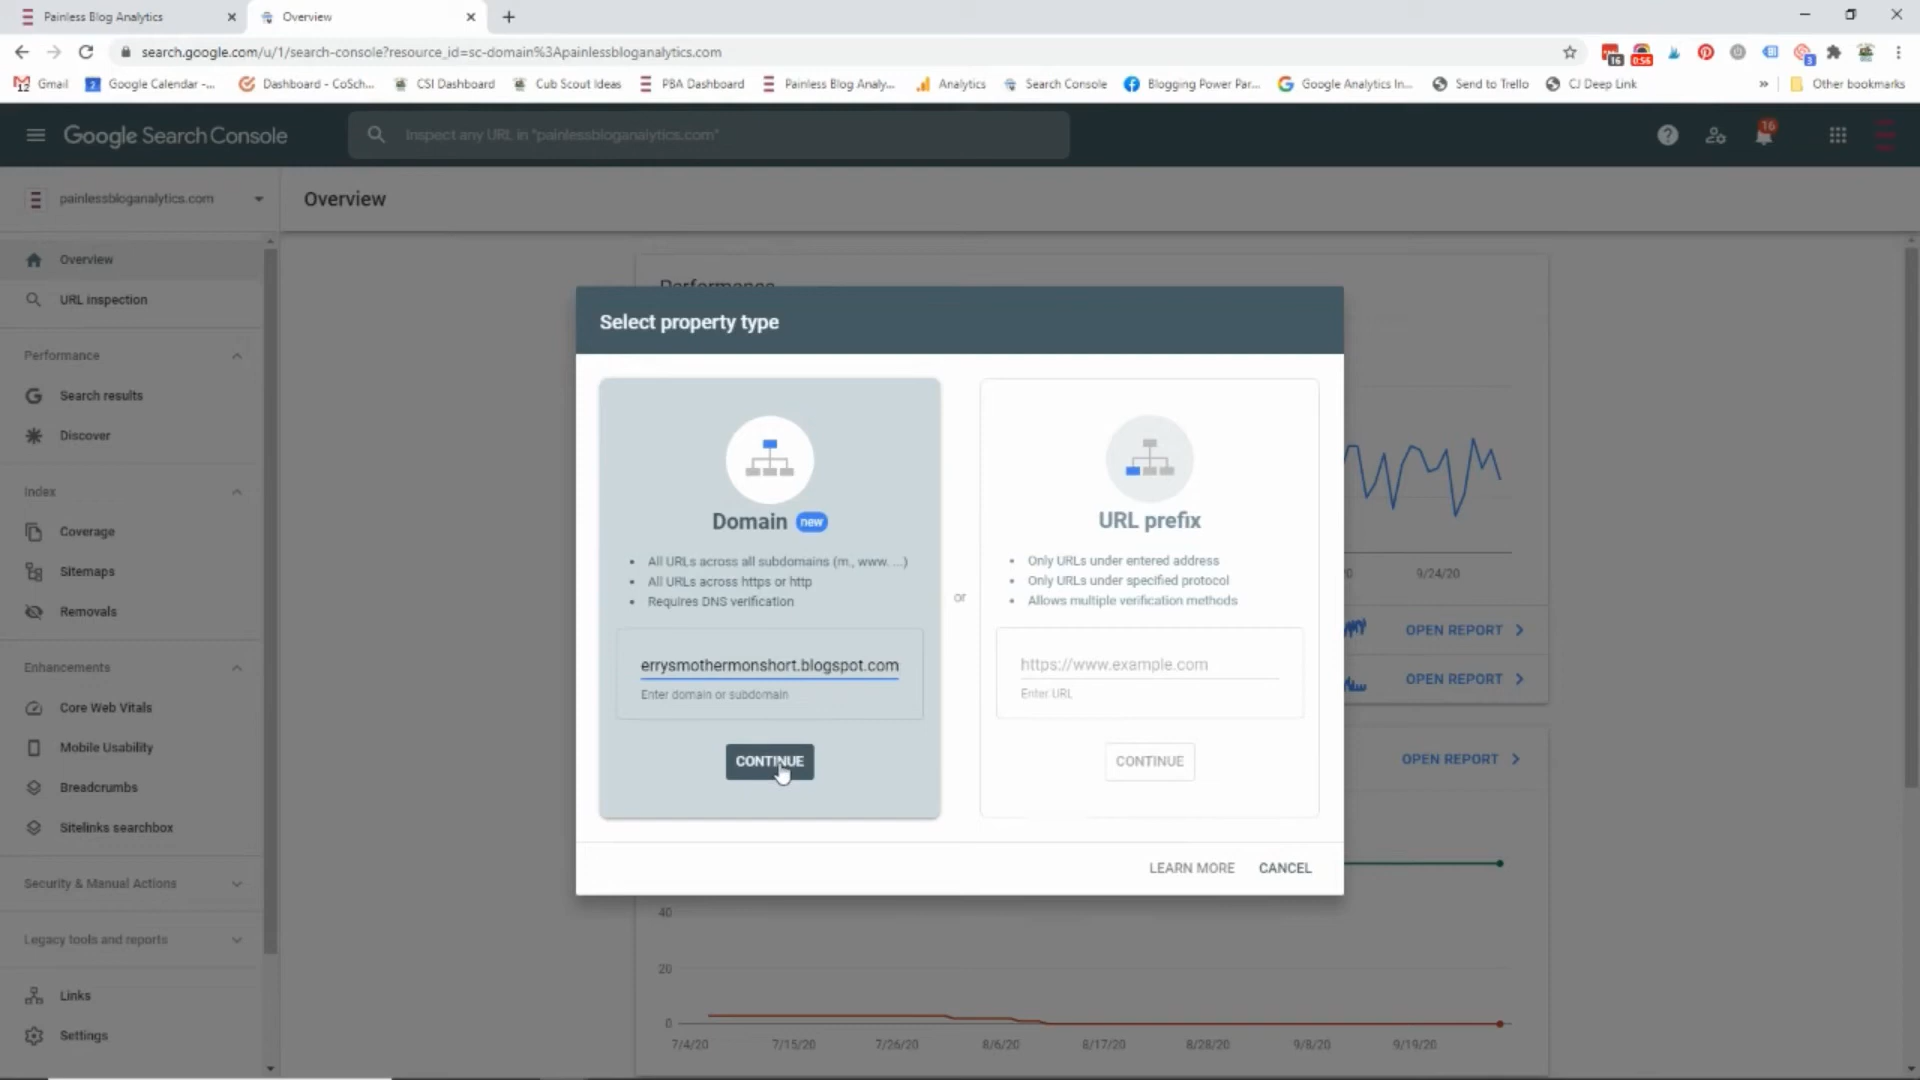 Painless Blog Analytics
Overview
search.google.com/u/1/search-console?resource_id=sc-domain%3Apainlessbloganalytics.com
16
0:56
3
12
Gmail
2
Google Calendar -...
Dashboard - CoSch...
CSI Dashboard
Cub Scout Ideas
PBA Dashboard
Painless Blog Analy...
Analytics
Search Console
Blogging Power Par...
Google Analytics In...
Send to Trello
CJ Deep Link
»
Other bookmarks
Google Search Console
Inspect any URL in "painlessbloganalytics.com"
16
painlessbloganalytics.com
Overview
Overview
URL inspection
Performance
Search results
Discover
Index
Coverage
Sitemaps
Removals
Enhancements
Core Web Vitals
Mobile Usability
Breadcrumbs
Sitelinks searchbox
Security & Manual Actions
Legacy tools and reports
Links
Settings
Performance
Select property type
Domain new
• All URLs across all subdomains (m., www. ...)
• All URLs across https or http
• Requires DNS verification
errysmothermonshort.blogspot.com
Enter domain or subdomain
CONTINUE
or
URL prefix
• Only URLs under entered address
• Only URLs under specified protocol
• Allows multiple verification methods
https://www.example.com
Enter URL
CONTINUE
LEARN MORE
CANCEL
9/24/20
OPEN REPORT
OPEN REPORT
OPEN REPORT
40
20
0
7/4/20
7/15/20
7/26/20
8/6/20
8/17/20
8/28/20
9/8/20
9/19/20